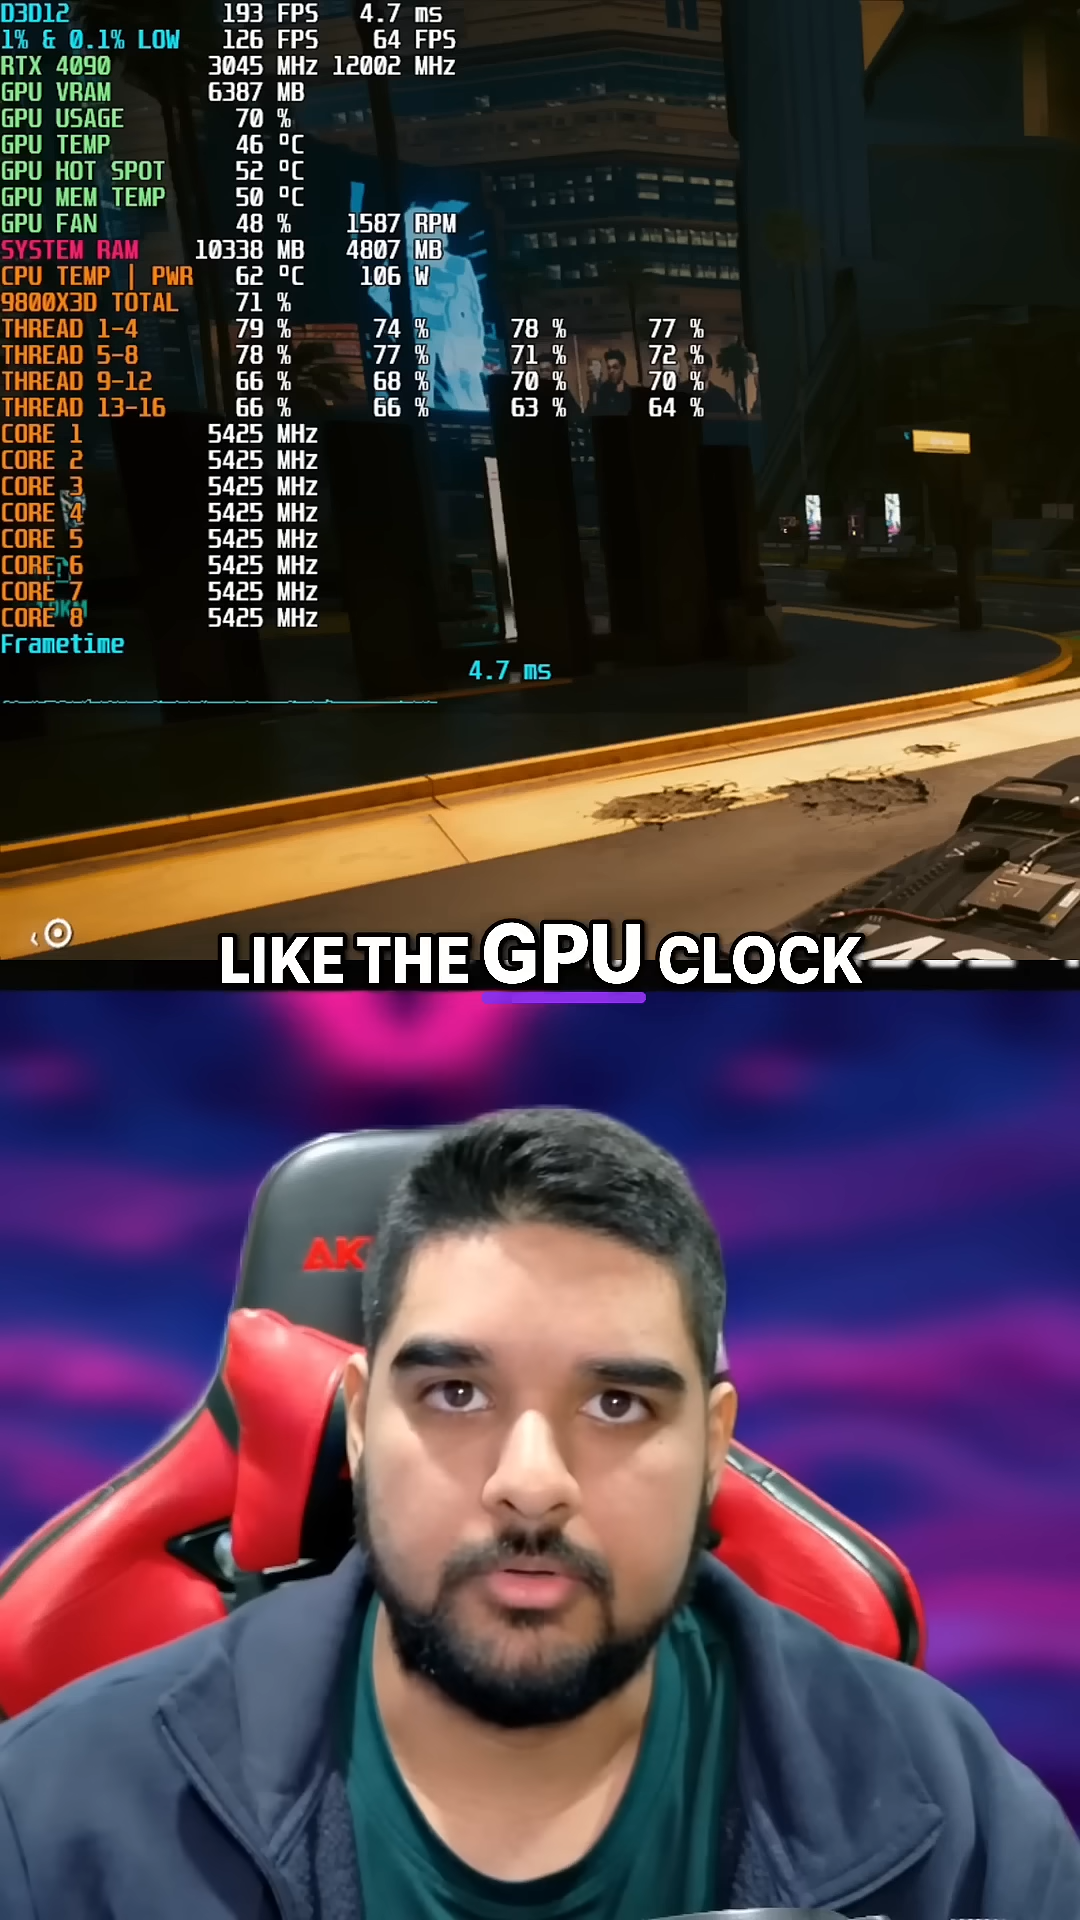 D3D12 193 FPS 4.7 ms
1% & 0.1% LOW 126 FPS 64 FPS
RTX 4090 3045 MHz 12002 MHz
GPU VRAM 6387 MB
GPU USAGE 70 %
GPU TEMP 46 ºC
GPU HOT SPOT 52 ºC
GPU MEM TEMP 50 ºC
GPU FAN 48 % 1587 RPM
SYSTEM RAM 10338 MB 4807 MB
CPU TEMP | PWR 62 ºC 106 W
9800X3D TOTAL 71 %
THREAD 1-4 79 % 74 % 78 % 77 %
THREAD 5-8 78 % 77 % 71 % 72 %
THREAD 9-12 66 % 68 % 70 % 70 %
THREAD 13-16 66 % 66 % 63 % 64 %
CORE 1 5425 MHz
CORE 2 5425 MHz
CORE 3 5425 MHz
CORE 4 5425 MHz
CORE 5 5425 MHz
CORE 6 5425 MHz
CORE 7 5425 MHz
CORE 8 5425 MHz
Frametime
4.7 ms
LIKE THE GPU CLOCK
AK